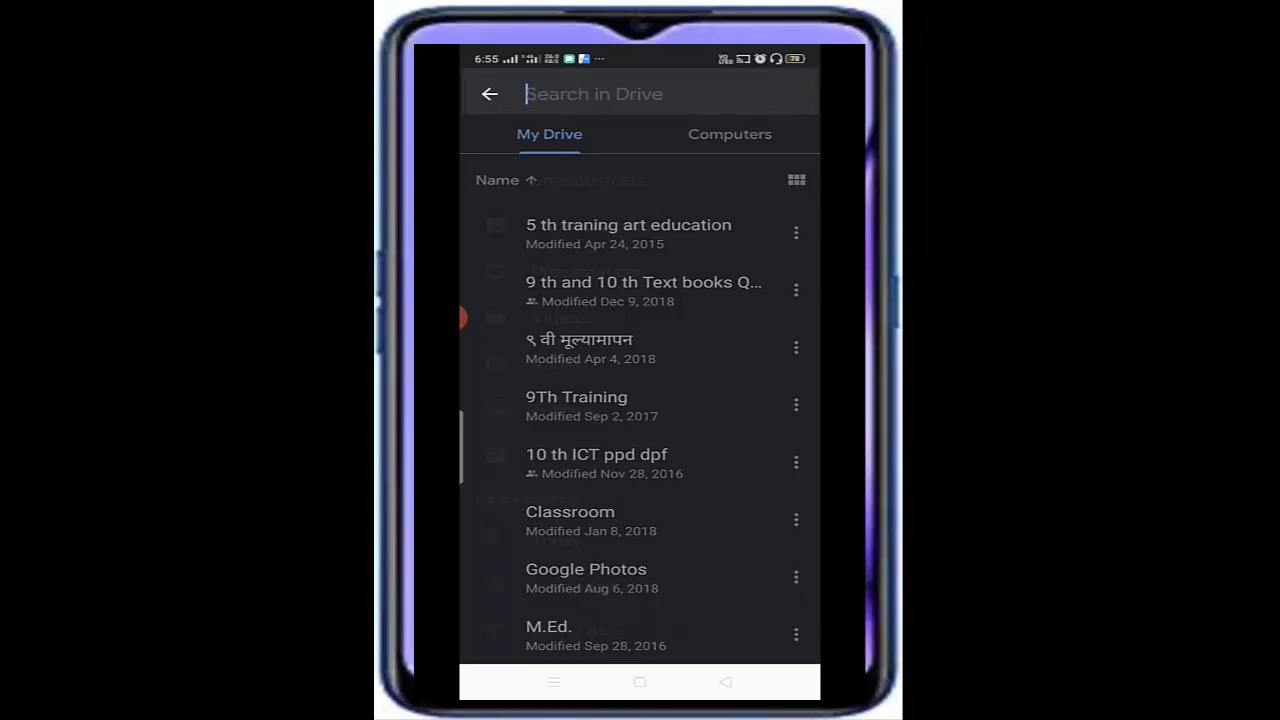 6:55
78
Search in Drive
My Drive
Computers
Name ↑
5 th traning art education
Modified Apr 24, 2015
9 th and 10 th Text books Q...
Modified Dec 9, 2018
९ वी मूल्यामापन
Modified Apr 4, 2018
9Th Training
Modified Sep 2, 2017
10 th ICT ppd dpf
Modified Nov 28, 2016
Classroom
Modified Jan 8, 2018
Google Photos
Modified Aug 6, 2018
M.Ed.
Modified Sep 28, 2016